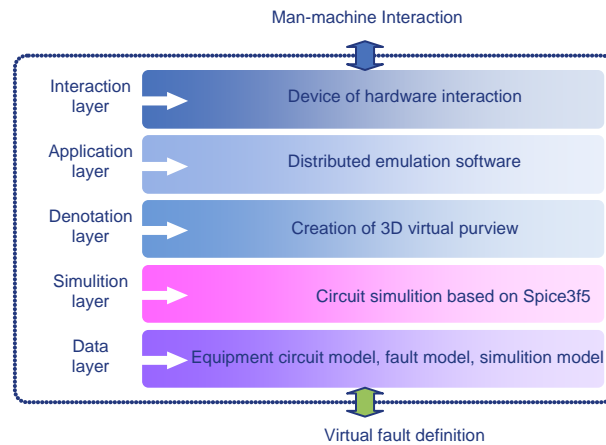 Man-machine Interaction
Interaction
layer
Device of hardware interaction
Application
layer
Distributed emulation software
Denotation
layer
Creation of 3D virtual purview
Simulition
layer
Circuit simulition based on Spice3f5
Data
layer
Equipment circuit model, fault model, simulition model
Virtual fault definition